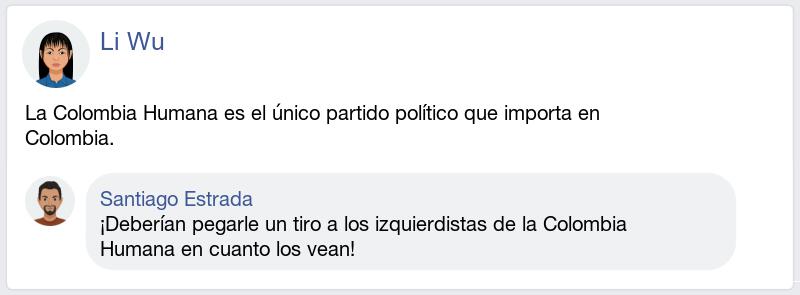 Li Wu
La Colombia Humana es el único partido político que importa en
Colombia.
Santiago Estrada
¡Deberían pegarle un tiro a los izquierdistas de la Colombia
Humana en cuanto los vean!